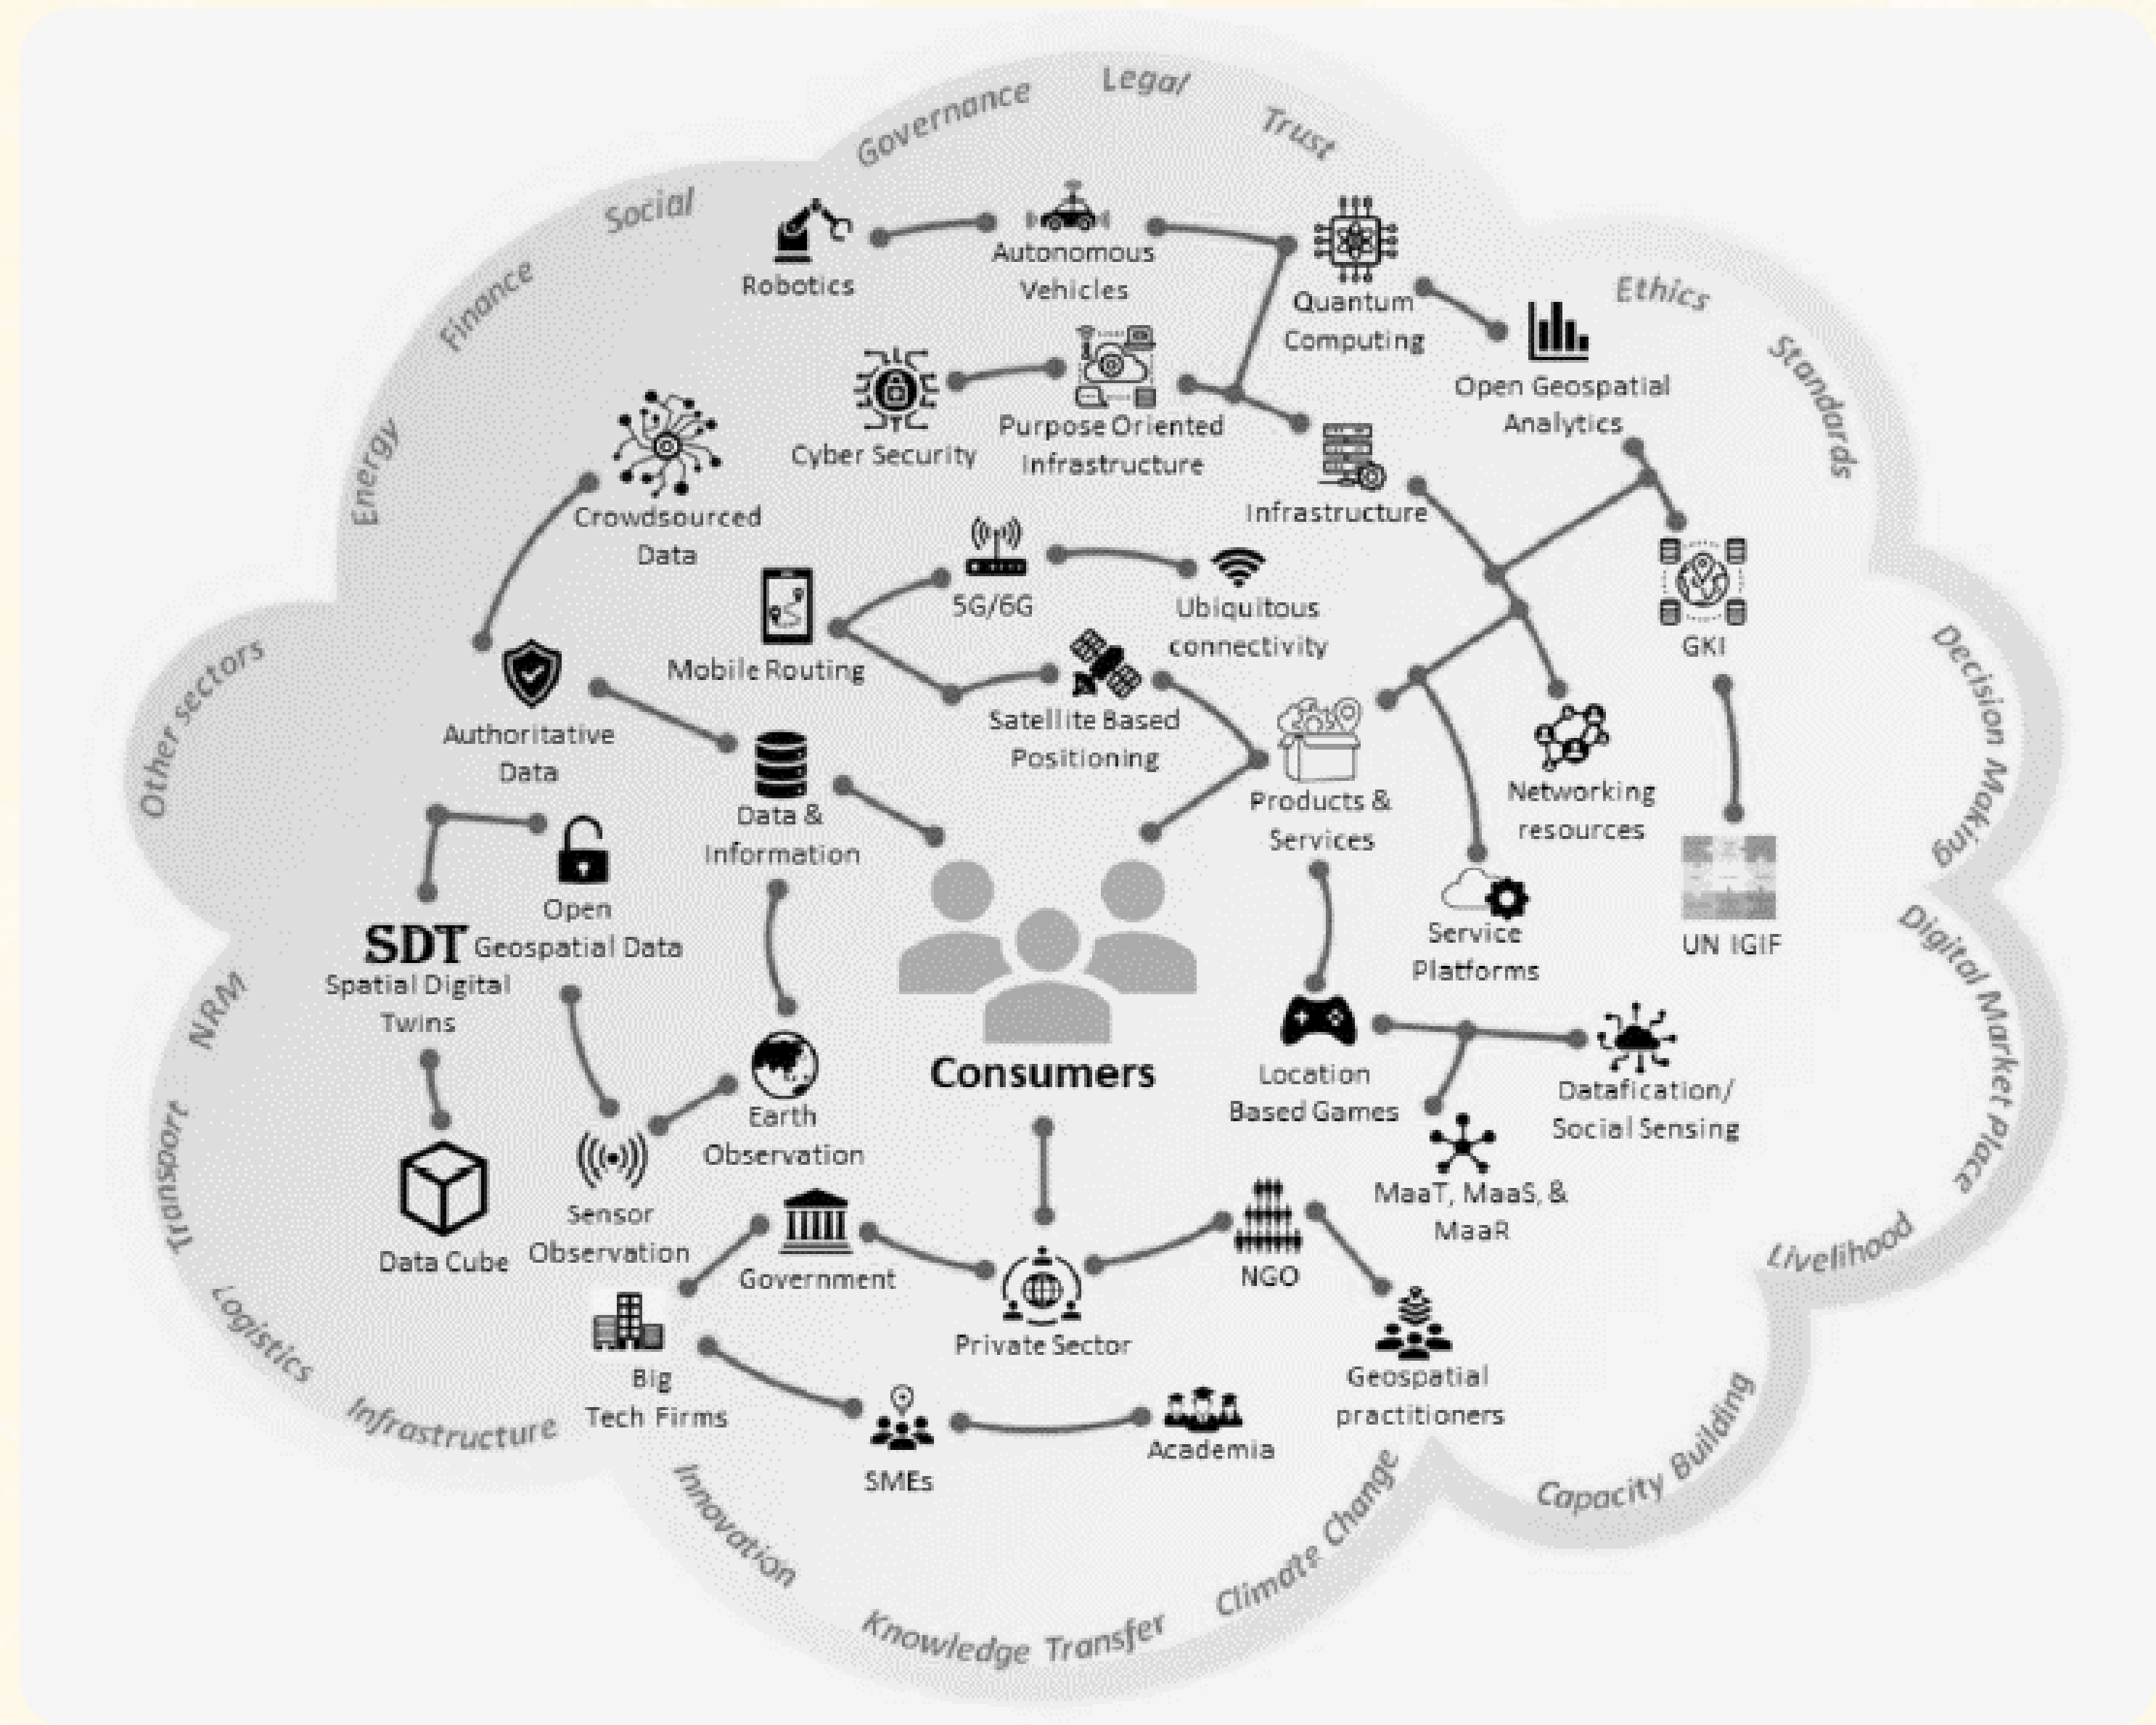 Governance
Legal
Trust
Social
Finance
Energy
Other sectors
NRM
Transport
Logistics
Infrastructure
Innovation
Knowledge Transfer
Climate Change
Capacity Building
Livelihood
Digital Market Place
Decision Making
Standards
Ethics
Robotics
Autonomous
Vehicles
Quantum
Computing
Open Geospatial
Analytics
Cyber Security
Purpose Oriented
Infrastructure
Infrastructure
Crowdsourced
Data
5G/6G
Ubiquitous
connectivity
GKI
Mobile Routing
Satellite Based
Positioning
Authoritative
Data
Data &
Information
Products &
Services
Networking
resources
Service
Platforms
UN IGIF
Open
Geospatial Data
SDT
Spatial Digital
Twins
Consumers
Location
Based Games
Datafication/
Social Sensing
Earth
Observation
MaaT, MaaS, &
MaaR
Data Cube
Sensor
Observation
Government
Private Sector
NGO
Geospatial
practitioners
Big
Tech Firms
SMEs
Academia